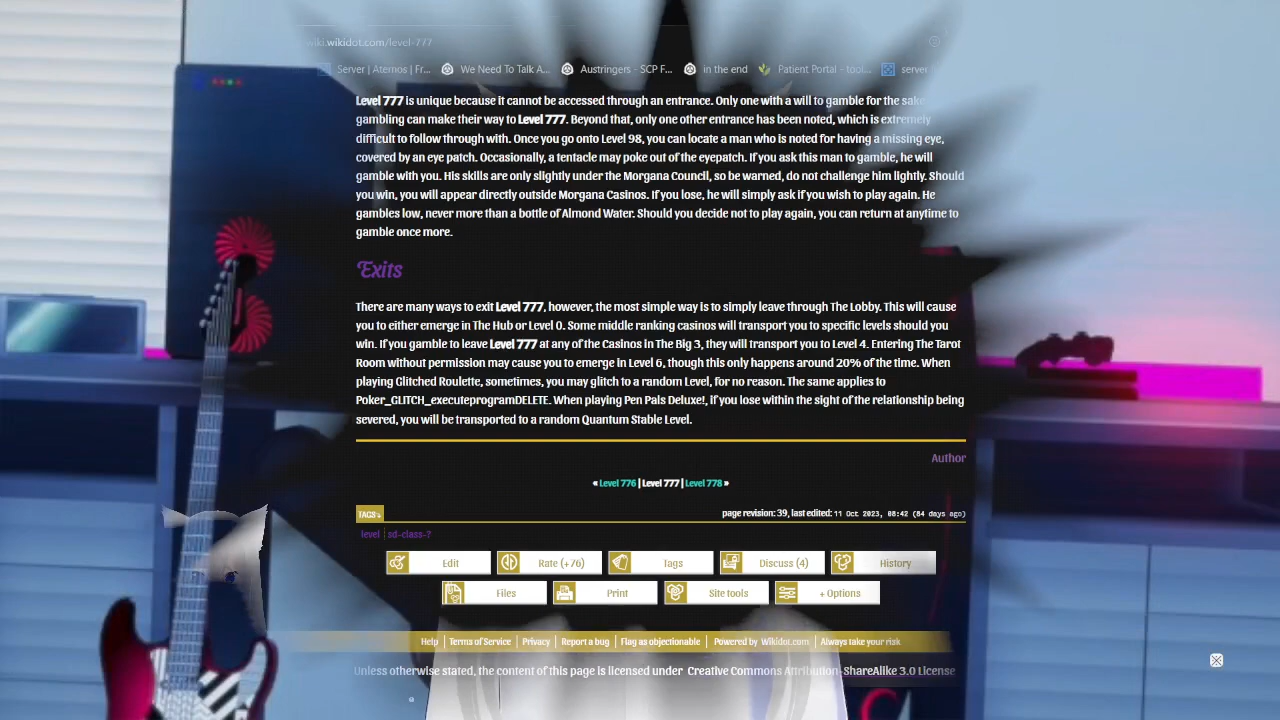 wiki.wikidot.com/level-777
Server | Aternos | Fr... We Need To Talk A... Austringers - SCP F... in the end Patient Portal - tool... server
Level 777 is unique because it cannot be accessed through an entrance. Only one with a will to gamble for the sake
gambling can make their way to Level 777. Beyond that, only one other entrance has been noted, which is extremely
difficult to follow through with. Once you go onto Level 98, you can locate a man who is noted for having a missing eye,
covered by an eye patch. Occasionally, a tentacle may poke out of the eyepatch. If you ask this man to gamble, he will
gamble with you. His skills are only slightly under the Morgana Council, so be warned, do not challenge him lightly. Should
you win, you will appear directly outside Morgana Casinos. If you lose, he will simply ask if you wish to play again. He
gambles low, never more than a bottle of Almond Water. Should you decide not to play again, you can return at anytime to
gamble once more.
Exits
There are many ways to exit Level 777, however, the most simple way is to simply leave through The Lobby. This will cause
you to either emerge in The Hub or Level 0. Some middle ranking casinos will transport you to specific levels should you
win. If you gamble to leave Level 777 at any of the Casinos in The Big 3, they will transport you to Level 4. Entering The Tarot
Room without permission may cause you to emerge in Level 6, though this only happens around 20% of the time. When
playing Glitched Roulette, sometimes, you may glitch to a random Level, for no reason. The same applies to
Poker_GLITCH_executeprogramDELETE. When playing Pen Pals Deluxe!, if you lose within the sight of the relationship being
severed, you will be transported to a random Quantum Stable Level.
Author
« Level 776 | Level 777 | Level 778 »
TAGS
page revision: 39, last edited: 11 Oct 2023, 08:42 (84 days ago)
level sd-class-?
Edit Rate (+76) Tags Discuss (4) History
Files Print Site tools + Options
Help | Terms of Service | Privacy | Report a bug | Flag as objectionable | Powered by Wikidot.com | Always take your risk
Unless otherwise stated, the content of this page is licensed under Creative Commons Attribution-ShareAlike 3.0 License